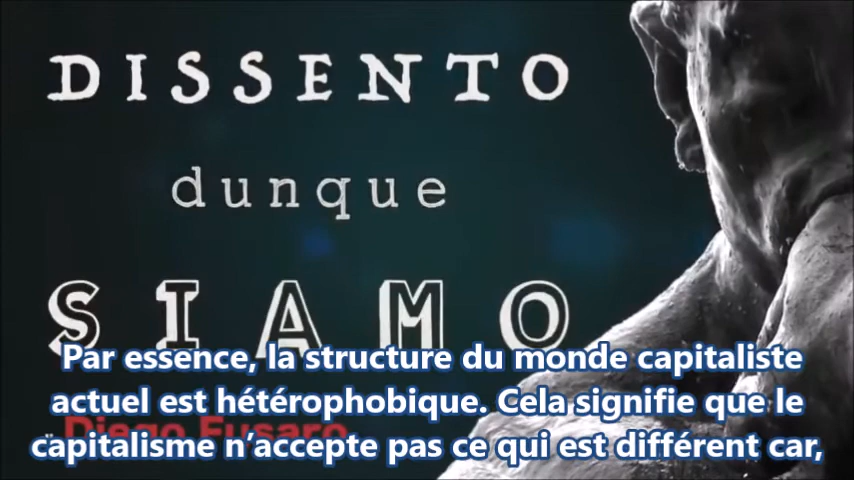 DISSENTO
dunque
SIAMO
Par essence, la structure du monde capitaliste
actuel est hétérophobique. Cela signifie que le
Diego Fusaro
capitalisme n’accepte pas ce qui est différent car,